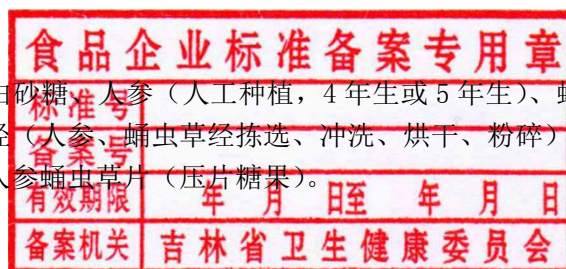 食品企业标准备案专用章
白砂糖、人参（人工种植，4年生或5年生）、
标准号
（人参、蛹虫草经拣选、冲洗、烘干、粉碎）
备案号
人参蛹虫草片（压片糖果）。
有效期限 年 月 日至 年 月 日
备案机关 吉林省卫生健康委员会